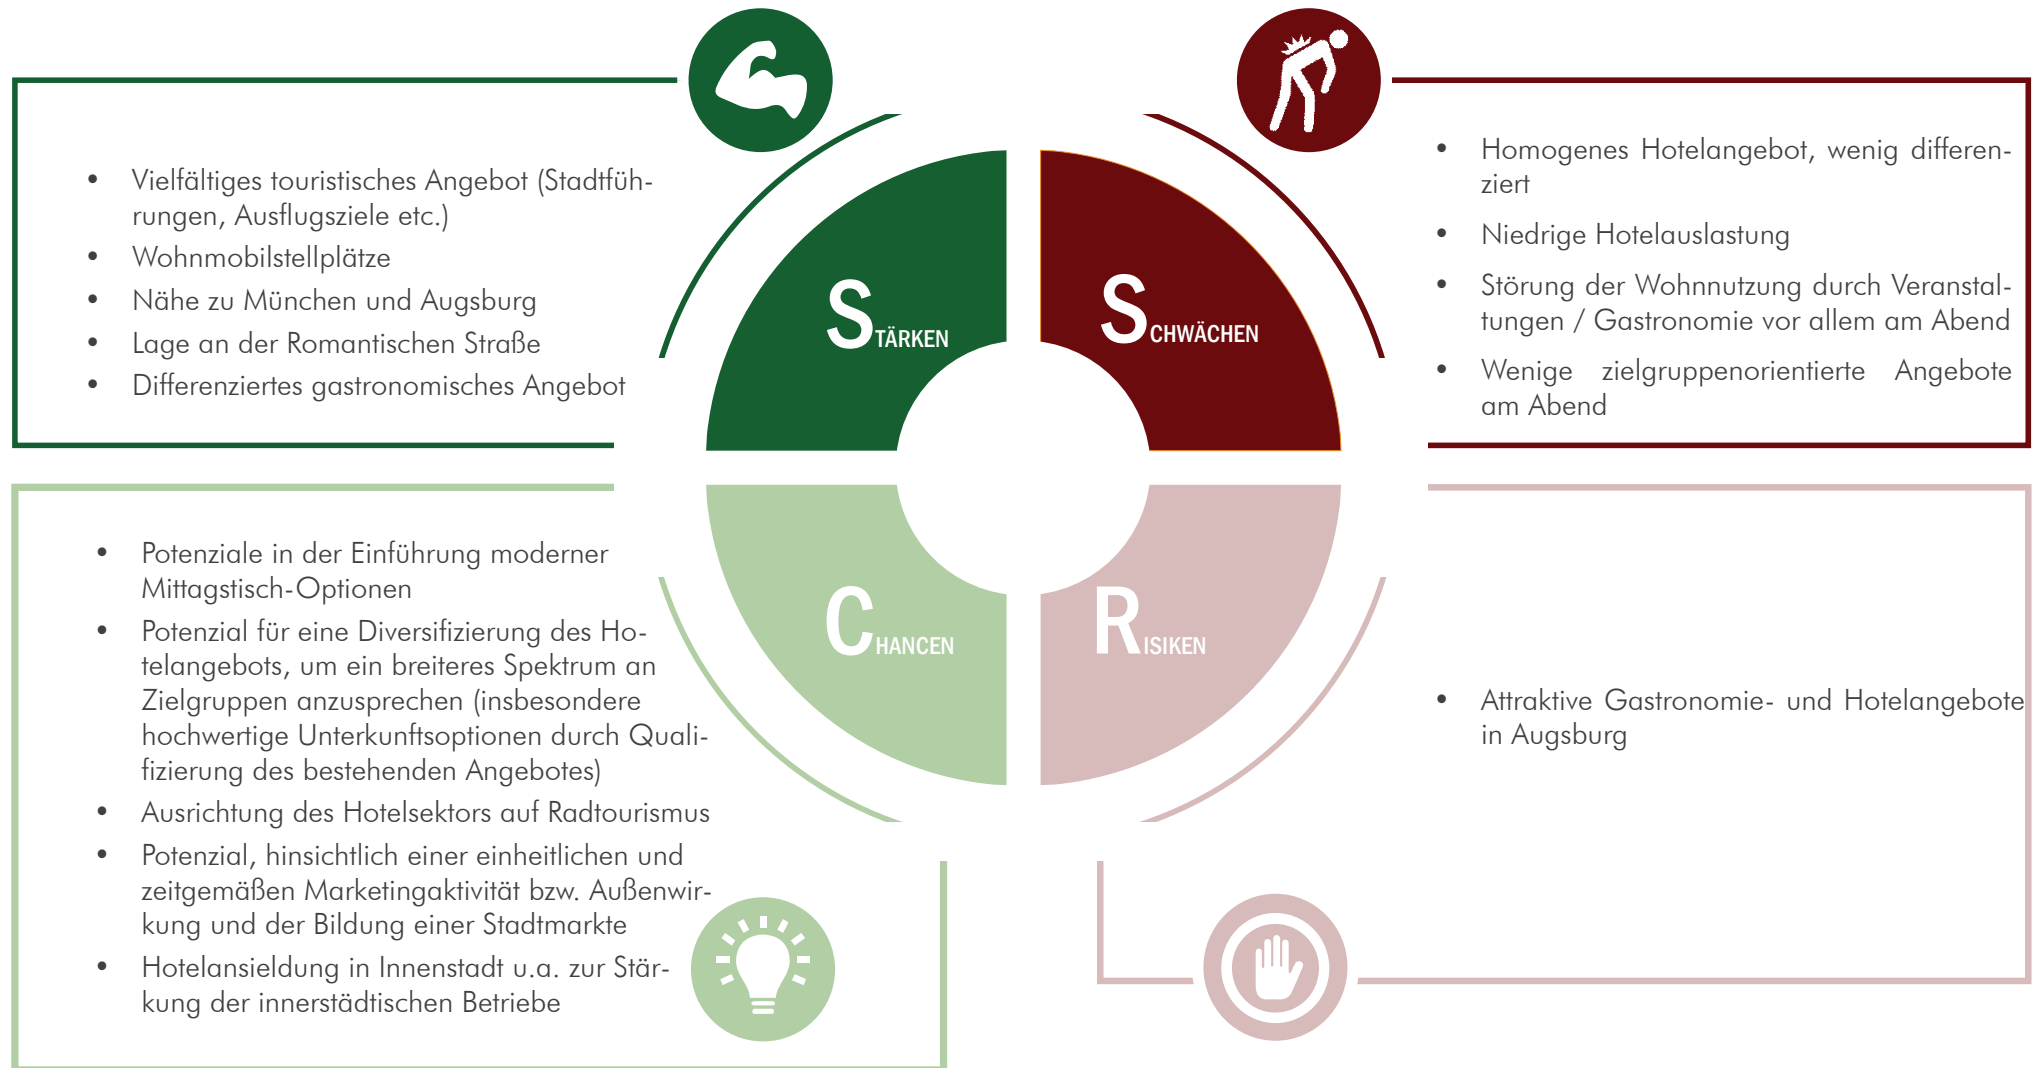 • Vielfältiges touristisches Angebot (Stadtfüh-
rungen, Ausflugsziele etc.)
• Wohnmobilstellplätze
• Nähe zu München und Augsburg
• Lage an der Romantischen Straße
• Differenziertes gastronomisches Angebot
STÄRKEN
SCHWÄCHEN
• Homogenes Hotelangebot, wenig differen-
ziert
• Niedrige Hotelauslastung
• Störung der Wohnnutzung durch Veranstal-
tungen / Gastronomie vor allem am Abend
• Wenige zielgruppenorientierte Angebote
am Abend
• Potenziale in der Einführung moderner
Mittagstisch-Optionen
• Potenzial für eine Diversifizierung des Ho-
telangebots, um ein breiteres Spektrum an
Zielgruppen anzusprechen (insbesondere
hochwertige Unterkunftsoptionen durch Quali-
fizierung des bestehenden Angebotes)
• Ausrichtung des Hotelsektors auf Radtourismus
• Potenzial, hinsichtlich einer einheitlichen und
zeitgemäßen Marketingaktivität bzw. Außenwir-
kung und der Bildung einer Stadtmarkte
• Hotelansieldung in Innenstadt u.a. zur Stär-
kung der innerstädtischen Betriebe
CHANCEN
RISIKEN
• Attraktive Gastronomie- und Hotelangebote
in Augsburg